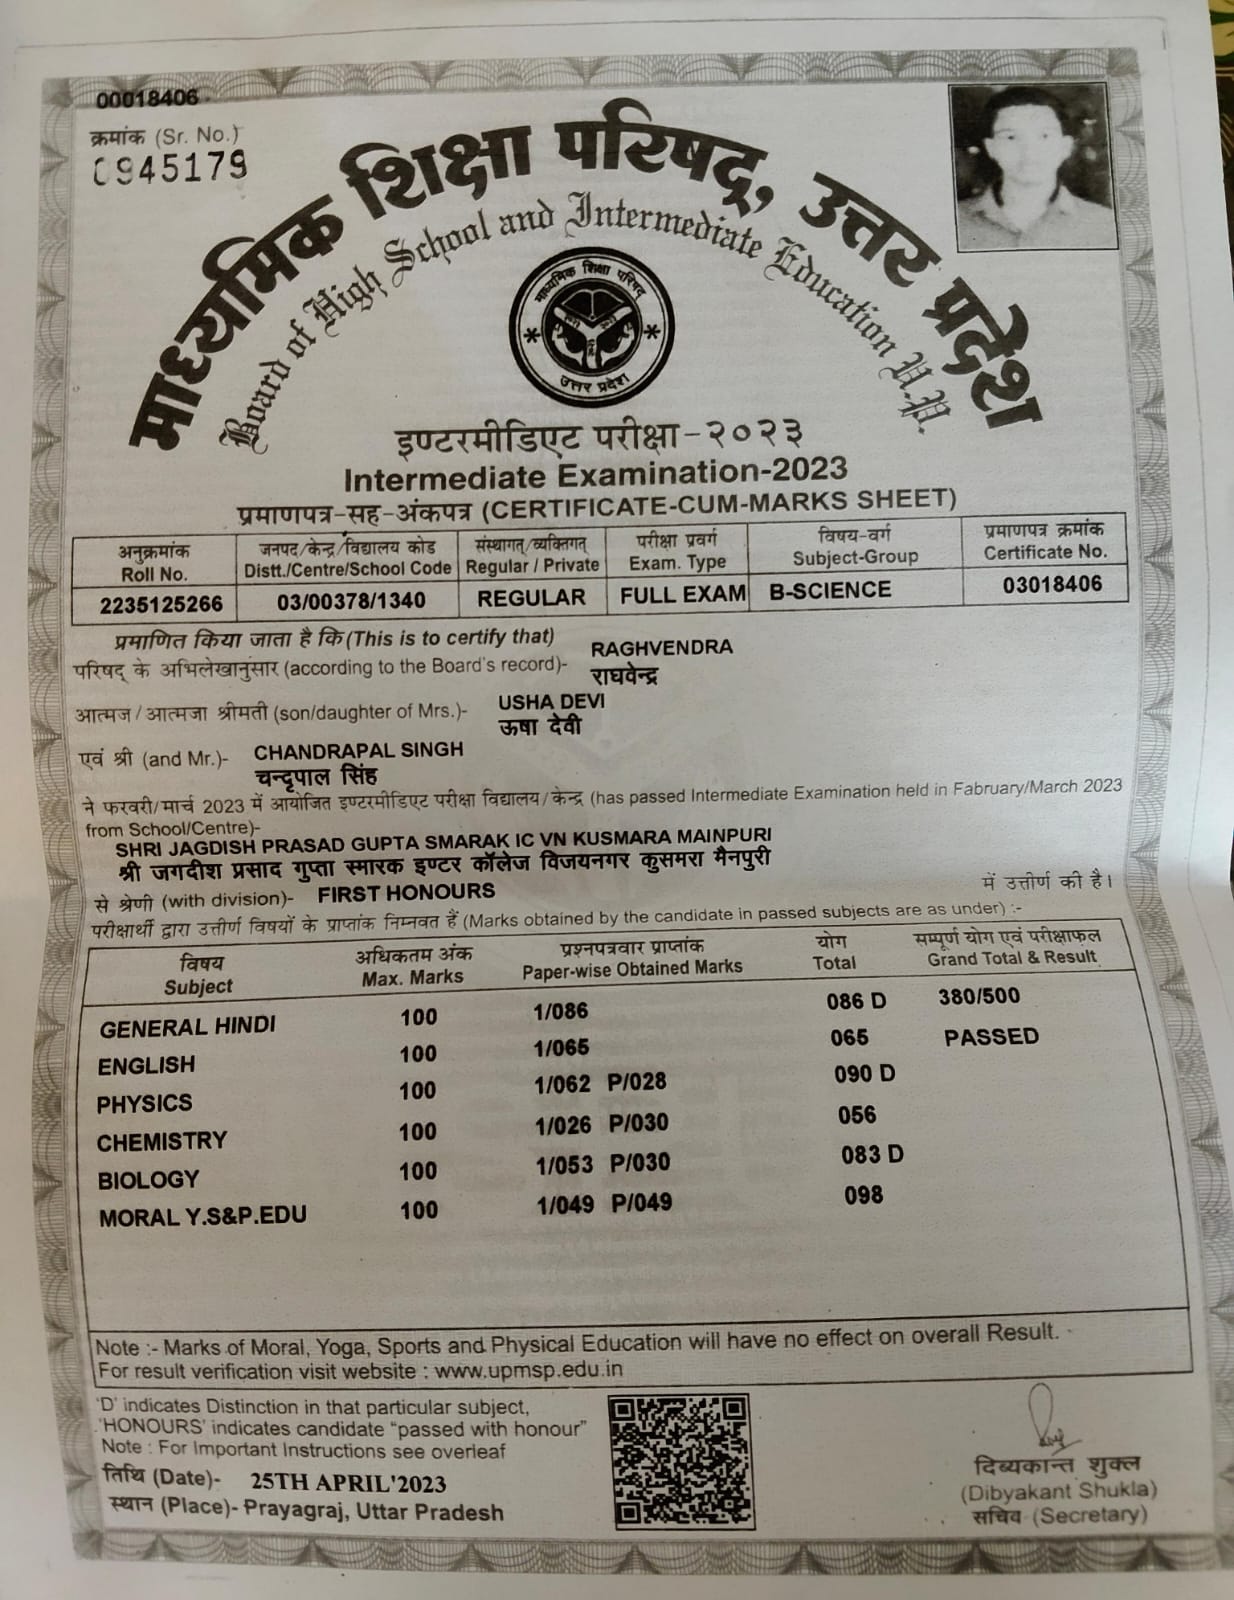 00018406
क्रमांक (Sr. No.)
0945179
माध्यमिक शिक्षा परिषद्, उत्तर प्रदेश
Board of High School and Intermediate Education U.P.
माध्यमिक शिक्षा परिषद्
उत्तर प्रदेश
इण्टरमीडिएट परीक्षा-२०२३
Intermediate Examination-2023
प्रमाणपत्र-सह-अंकपत्र (CERTIFICATE-CUM-MARKS SHEET)
अनुक्रमांक जनपद/केन्द्र/विद्यालय कोड संस्थागत्/व्यक्तिगत् परीक्षा प्रवर्ग विषय-वर्ग प्रमाणपत्र क्रमांक
Roll No. Distt./Centre/School Code Regular / Private Exam. Type Subject-Group Certificate No.
2235125266 03/00378/1340 REGULAR FULL EXAM B-SCIENCE 03018406
प्रमाणित किया जाता है कि (This is to certify that) RAGHVENDRA
परिषद् के अभिलेखानुसार (according to the Board's record)- राघवेन्द्र
USHA DEVI
आत्मज/आत्मजा श्रीमती (son/daughter of Mrs.)- ऊषा देवी
एवं श्री (and Mr.)- CHANDRAPAL SINGH
चन्द्रपाल सिंह
ने फरवरी/मार्च 2023 में आयोजित इण्टरमीडिएट परीक्षा विद्यालय/केन्द्र (has passed Intermediate Examination held in Fabruary/March 2023
from School/Centre)-
SHRI JAGDISH PRASAD GUPTA SMARAK IC VN KUSMARA MAINPURI
श्री जगदीश प्रसाद गुप्ता स्मारक इण्टर कॉलेज विजयनगर कुसमरा मैनपुरी
से श्रेणी (with division)- FIRST HONOURS में उत्तीर्ण की है।
परीक्षार्थी द्वारा उत्तीर्ण विषयों के प्राप्तांक निम्नवत हैं (Marks obtained by the candidate in passed subjects are as under) :-
विषय अधिकतम अंक प्रश्नपत्रवार प्राप्तांक योग सम्पूर्ण योग एवं परीक्षाफल
Subject Max. Marks Paper-wise Obtained Marks Total Grand Total & Result
GENERAL HINDI 100 1/086 086 D 380/500
ENGLISH 100 1/065 065 PASSED
PHYSICS 100 1/062 P/028 090 D
CHEMISTRY 100 1/026 P/030 056
BIOLOGY 100 1/053 P/030 083 D
MORAL Y.S&P.EDU 100 1/049 P/049 098
Note :- Marks of Moral, Yoga, Sports and Physical Education will have no effect on overall Result.
For result verification visit website : www.upmsp.edu.in
'D' indicates Distinction in that particular subject,
'HONOURS' indicates candidate "passed with honour"
Note : For Important Instructions see overleaf
तिथि (Date)- 25TH APRIL'2023
स्थान (Place)- Prayagraj, Uttar Pradesh
दिब्यकान्त शुक्ल
(Dibyakant Shukla)
सचिव (Secretary)